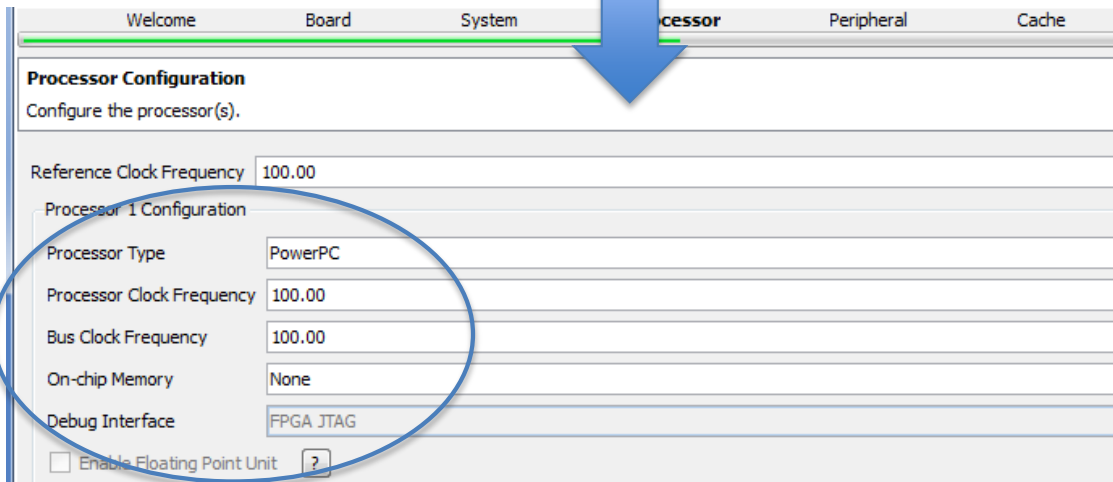 Welcome Board System Processor Peripheral Cache
Processor Configuration
Configure the processor(s).
Reference Clock Frequency 100.00
Processor 1 Configuration
Processor Type PowerPC
Processor Clock Frequency 100.00
Bus Clock Frequency 100.00
On-chip Memory None
Debug Interface FPGA JTAG
Enable Floating Point Unit ?